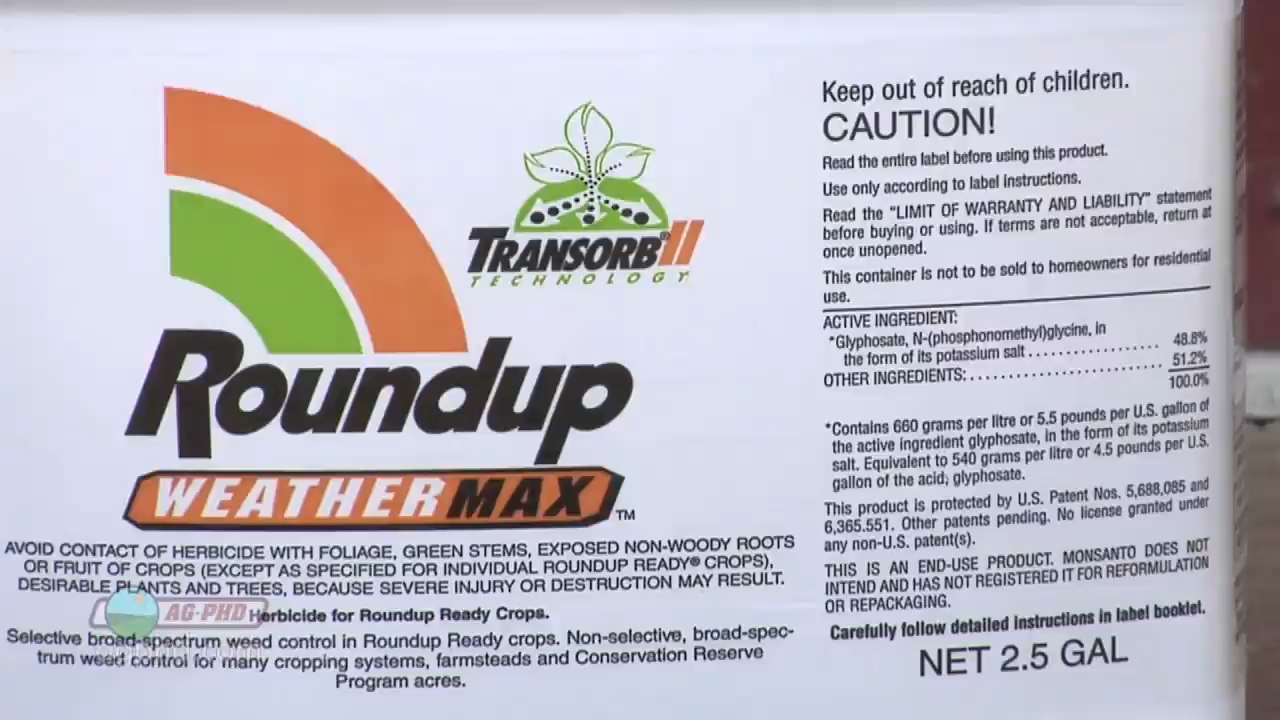 TRANSORB® II
TECHNOLOGY
Roundup
WEATHERMAX™
AVOID CONTACT OF HERBICIDE WITH FOLIAGE, GREEN STEMS, EXPOSED NON-WOODY ROOTS
OR FRUIT OF CROPS (EXCEPT AS SPECIFIED FOR INDIVIDUAL ROUNDUP READY® CROPS),
DESIRABLE PLANTS AND TREES, BECAUSE SEVERE INJURY OR DESTRUCTION MAY RESULT.
AG-PHD
Herbicide for Roundup Ready Crops.
Selective broad-spectrum weed control in Roundup Ready crops. Non-selective, broad-spec-
trum weed control for many cropping systems, farmsteads and Conservation Reserve
Program acres.
Keep out of reach of children.
CAUTION!
Read the entire label before using this product.
Use only according to label instructions.
Read the "LIMIT OF WARRANTY AND LIABILITY" statement
before buying or using. If terms are not acceptable, return at
once unopened.
This container is not to be sold to homeowners for residential
use.
ACTIVE INGREDIENT:
*Glyphosate, N-(phosphonomethyl)glycine, in
the form of its potassium salt . . . . . . . . . . . . . . . . . . 48.8%
OTHER INGREDIENTS: . . . . . . . . . . . . . . . . . . . . . . . . . . 51.2%
100.0%
*Contains 660 grams per litre or 5.5 pounds per U.S. gallon of
the active ingredient glyphosate, in the form of its potassium
salt. Equivalent to 540 grams per litre or 4.5 pounds per U.S.
gallon of the acid, glyphosate.
This product is protected by U.S. Patent Nos. 5,688,085 and
6,365.551. Other patents pending. No license granted under
any non-U.S. patent(s).
THIS IS AN END-USE PRODUCT. MONSANTO DOES NOT
INTEND AND HAS NOT REGISTERED IT FOR REFORMULATION
OR REPACKAGING.
Carefully follow detailed instructions in label booklet.
NET 2.5 GAL